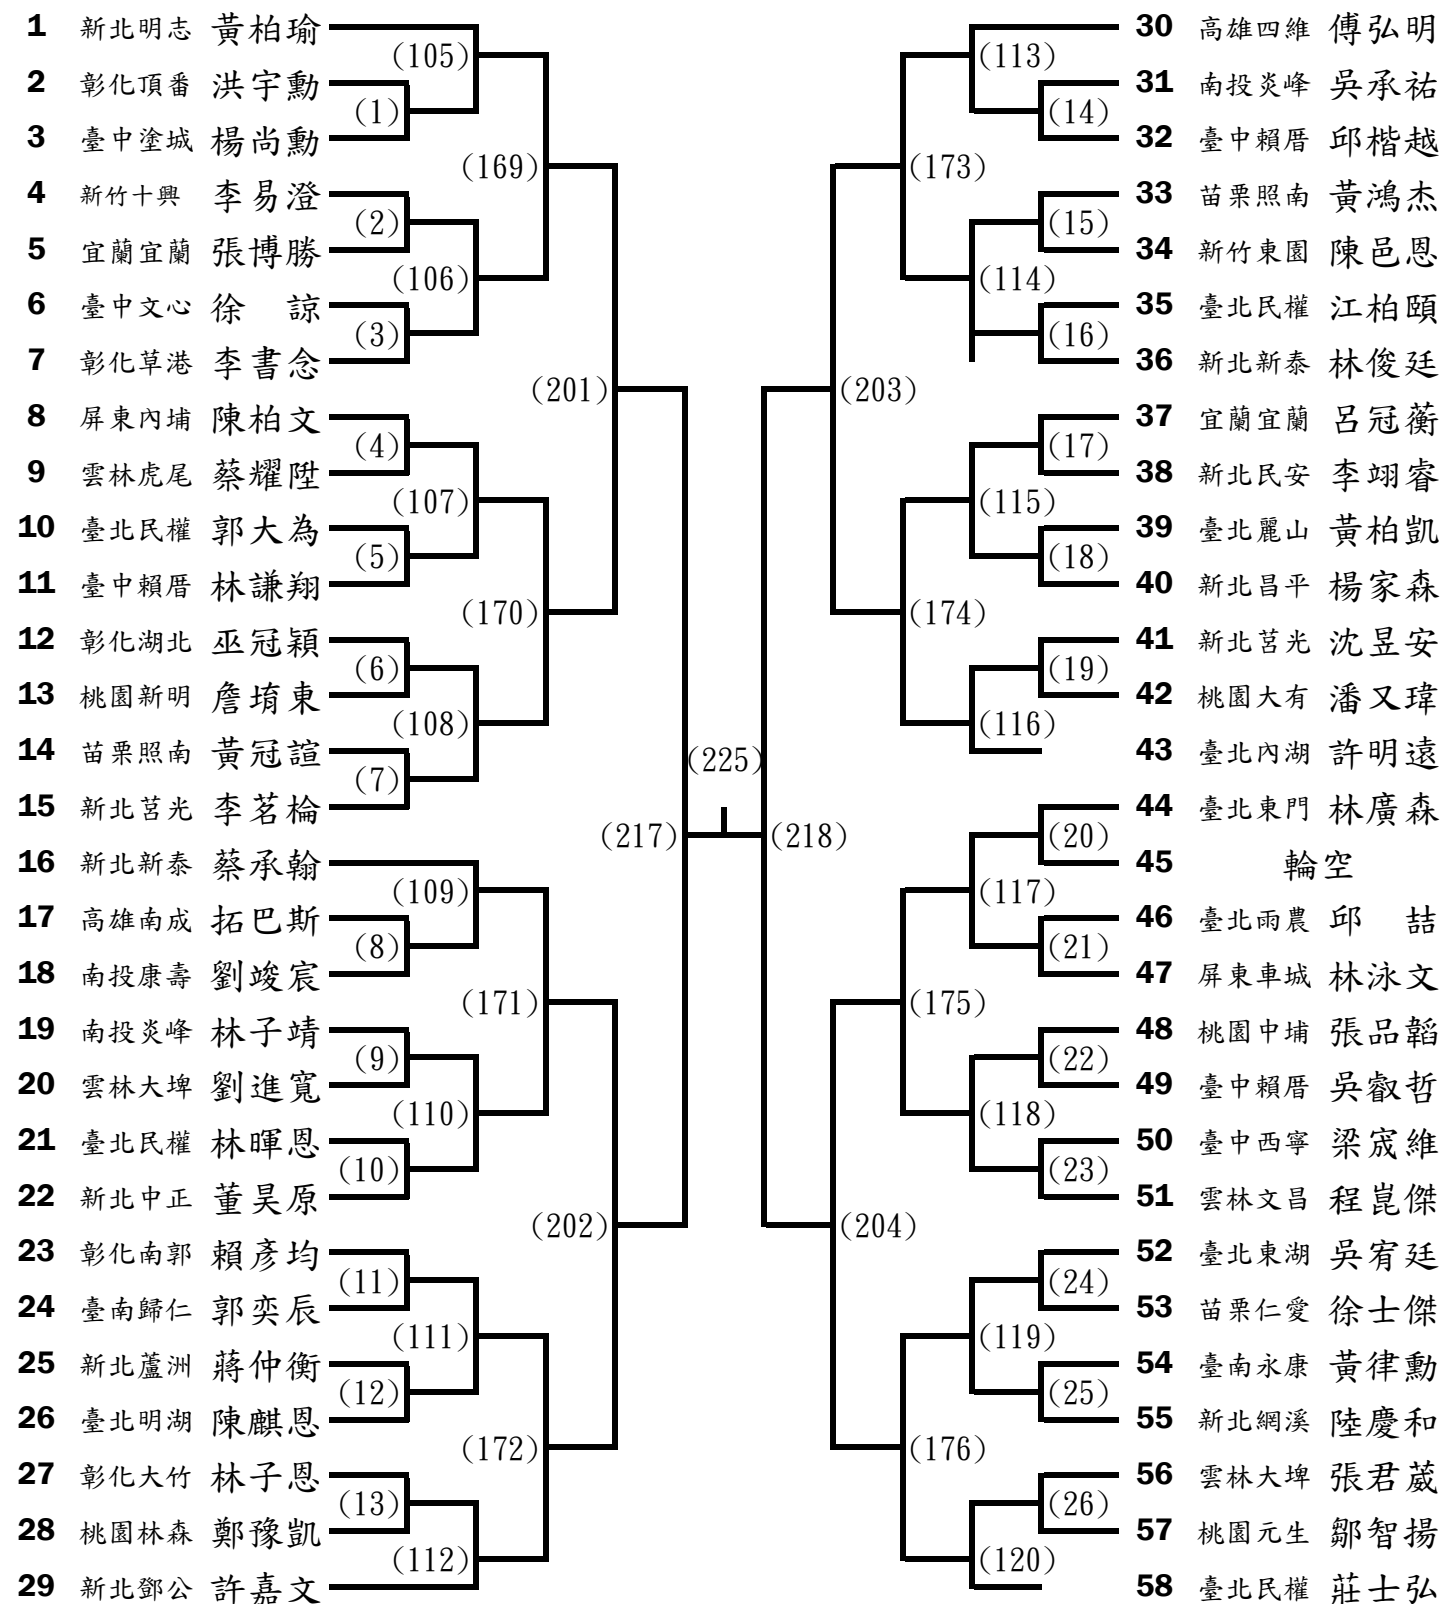 1 新北明志 黃柏瑜
(105)
2 彰化頂番 洪宇勳
(1)
3 臺中塗城 楊尚勳
(169)
4 新竹十興 李易澄
(2)
5 宜蘭宜蘭 張博勝
(106)
6 臺中文心 徐 諒
(3)
7 彰化草港 李書念
(201)
8 屏東內埔 陳柏文
(4)
9 雲林虎尾 蔡耀陞
(107)
10 臺北民權 郭大為
(5)
11 臺中賴厝 林謙翔
(170)
12 彰化湖北 巫冠穎
(6)
13 桃園新明 詹堉東
(108)
14 苗栗照南 黃冠諠
(7)
15 新北莒光 李茗棆
(217)
16 新北新泰 蔡承翰
(109)
17 高雄南成 拓巴斯
(8)
18 南投康壽 劉竣宸
(171)
19 南投炎峰 林子靖
(9)
20 雲林大埤 劉進寬
(110)
21 臺北民權 林暉恩
(10)
22 新北中正 董昊原
(202)
23 彰化南郭 賴彥均
(11)
24 臺南歸仁 郭奕辰
(111)
25 新北蘆洲 蔣仲衡
(12)
26 臺北明湖 陳麒恩
(172)
27 彰化大竹 林子恩
(13)
28 桃園林森 鄭豫凱
(112)
29 新北鄧公 許嘉文
(225)
30 高雄四維 傅弘明
(113)
31 南投炎峰 吳承祐
(14)
32 臺中賴厝 邱楷越
(173)
33 苗栗照南 黃鴻杰
(15)
34 新竹東園 陳邑恩
(114)
35 臺北民權 江柏頤
(16)
36 新北新泰 林俊廷
(203)
37 宜蘭宜蘭 呂冠蘅
(17)
38 新北民安 李翊睿
(115)
39 臺北麗山 黃柏凱
(18)
40 新北昌平 楊家森
(174)
41 新北莒光 沈昱安
(19)
42 桃園大有 潘又瑋
(116)
43 臺北內湖 許明遠
(218)
44 臺北東門 林廣森
(20)
45 輪空
(117)
46 臺北雨農 邱 喆
(21)
47 屏東車城 林泳文
(175)
48 桃園中埔 張品韜
(22)
49 臺中賴厝 吳叡哲
(118)
50 臺中西寧 梁宬維
(23)
51 雲林文昌 程崑傑
(204)
52 臺北東湖 吳宥廷
(24)
53 苗栗仁愛 徐士傑
(119)
54 臺南永康 黃律勳
(25)
55 新北網溪 陸慶和
(176)
56 雲林大埤 張君葳
(26)
57 桃園元生 鄒智揚
(120)
58 臺北民權 莊士弘